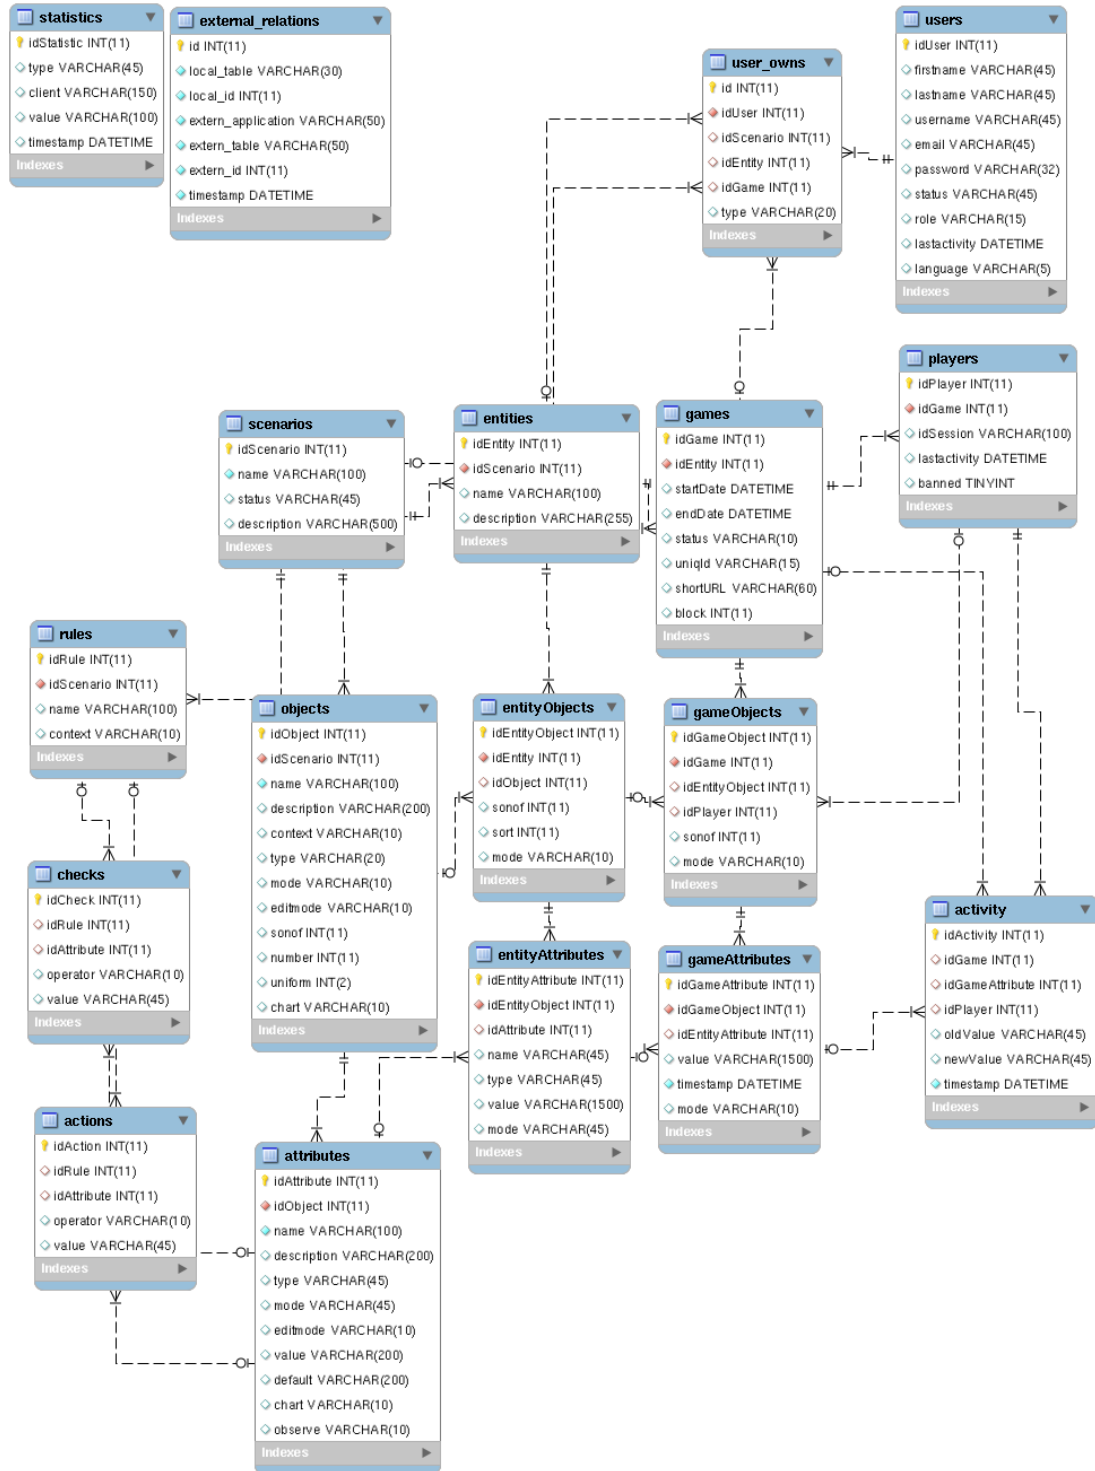 statistics
idStatistic INT(11)
type VARCHAR(45)
client VARCHAR(150)
value VARCHAR(100)
timestamp DATETIME
Indexes
external_relations
id INT(11)
local_table VARCHAR(30)
local_id INT(11)
extern_application VARCHAR(50)
extern_table VARCHAR(50)
extern_id INT(11)
timestamp DATETIME
Indexes
user_owns
id INT(11)
idUser INT(11)
idScenario INT(11)
idEntity INT(11)
idGame INT(11)
type VARCHAR(20)
Indexes
users
idUser INT(11)
firstname VARCHAR(45)
lastname VARCHAR(45)
username VARCHAR(45)
email VARCHAR(45)
password VARCHAR(32)
status VARCHAR(45)
role VARCHAR(15)
lastactivity DATETIME
language VARCHAR(5)
Indexes
scenarios
idScenario INT(11)
name VARCHAR(100)
status VARCHAR(45)
description VARCHAR(500)
Indexes
entities
idEntity INT(11)
idScenario INT(11)
name VARCHAR(100)
description VARCHAR(255)
Indexes
games
idGame INT(11)
idEntity INT(11)
startDate DATETIME
endDate DATETIME
status VARCHAR(10)
uniqId VARCHAR(15)
shortURL VARCHAR(60)
block INT(11)
Indexes
players
idPlayer INT(11)
idGame INT(11)
idSession VARCHAR(100)
lastactivity DATETIME
banned TINYINT
Indexes
rules
idRule INT(11)
idScenario INT(11)
name VARCHAR(100)
context VARCHAR(10)
Indexes
objects
idObject INT(11)
idScenario INT(11)
name VARCHAR(100)
description VARCHAR(200)
context VARCHAR(10)
type VARCHAR(20)
mode VARCHAR(10)
editmode VARCHAR(10)
sonof INT(11)
number INT(11)
uniform INT(2)
chart VARCHAR(10)
Indexes
entityObjects
idEntityObject INT(11)
idEntity INT(11)
idObject INT(11)
sonof INT(11)
sort INT(11)
mode VARCHAR(10)
Indexes
gameObjects
idGameObject INT(11)
idGame INT(11)
idEntityObject INT(11)
idPlayer INT(11)
sonof INT(11)
mode VARCHAR(10)
Indexes
checks
idCheck INT(11)
idRule INT(11)
idAttribute INT(11)
operator VARCHAR(10)
value VARCHAR(45)
Indexes
entityAttributes
idEntityAttribute INT(11)
idEntityObject INT(11)
idAttribute INT(11)
name VARCHAR(45)
type VARCHAR(45)
value VARCHAR(1500)
mode VARCHAR(45)
Indexes
gameAttributes
idGameAttribute INT(11)
idGameObject INT(11)
idEntityAttribute INT(11)
value VARCHAR(1500)
timestamp DATETIME
mode VARCHAR(10)
Indexes
activity
idActivity INT(11)
idGame INT(11)
idGameAttribute INT(11)
idPlayer INT(11)
oldValue VARCHAR(45)
newValue VARCHAR(45)
timestamp DATETIME
Indexes
actions
idAction INT(11)
idRule INT(11)
idAttribute INT(11)
operator VARCHAR(10)
value VARCHAR(45)
Indexes
attributes
idAttribute INT(11)
idObject INT(11)
name VARCHAR(100)
description VARCHAR(200)
type VARCHAR(45)
mode VARCHAR(45)
editmode VARCHAR(10)
value VARCHAR(200)
default VARCHAR(200)
chart VARCHAR(10)
observe VARCHAR(10)
Indexes